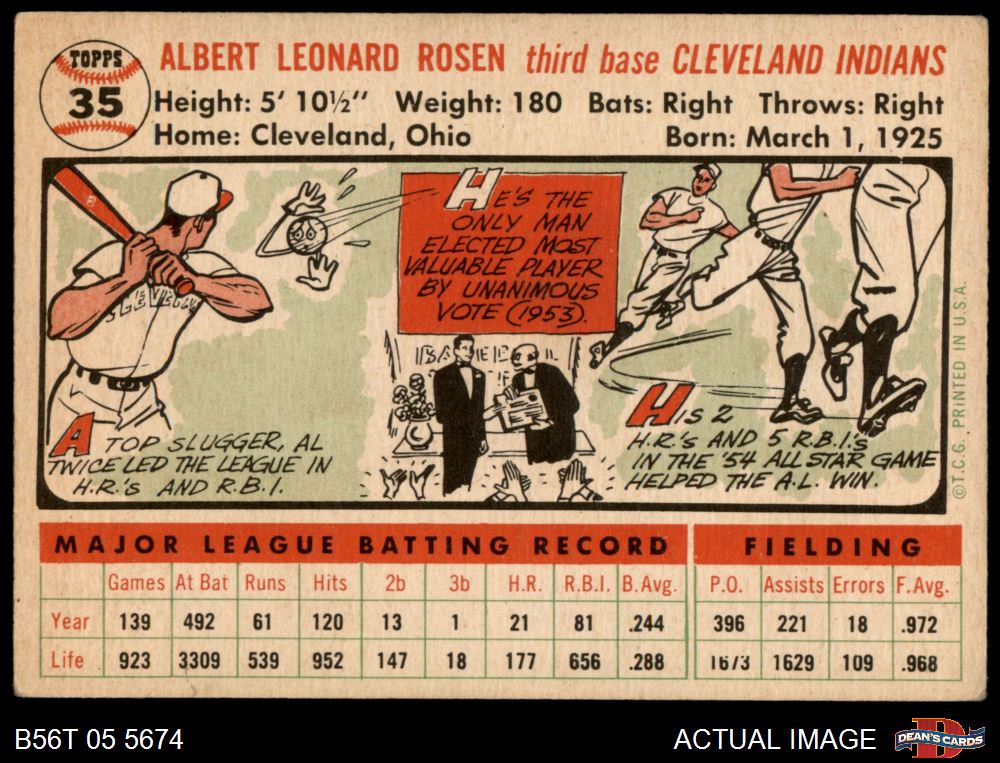 TOPPS
35
ALBERT LEONARD ROSEN third base CLEVELAND INDIANS
Height: 5' 10½" Weight: 180 Bats: Right Throws: Right
Home: Cleveland, Ohio Born: March 1, 1925
HE'S THE
ONLY MAN
ELECTED MOST
VALUABLE PLAYER
BY UNANIMOUS
VOTE (1953).
A TOP SLUGGER, AL
TWICE LED THE LEAGUE IN
H.R.'s AND R.B.I.
HIS 2
H.R.'s AND 5 R.B.I.'s
IN THE '54 ALL STAR GAME
HELPED THE A.L. WIN.
©T.C.G. PRINTED IN U.S.A.
MAJOR LEAGUE BATTING RECORD FIELDING
Games At Bat Runs Hits 2b 3b H.R. R.B.I. B. Avg. P.O. Assists Errors F. Avg.
Year 139 492 61 120 13 1 21 81 .244 396 221 18 .972
Life 923 3309 539 952 147 18 177 656 .288 1673 1629 109 .968
B56T 05 5674 ACTUAL IMAGE DEAN'S CARDS